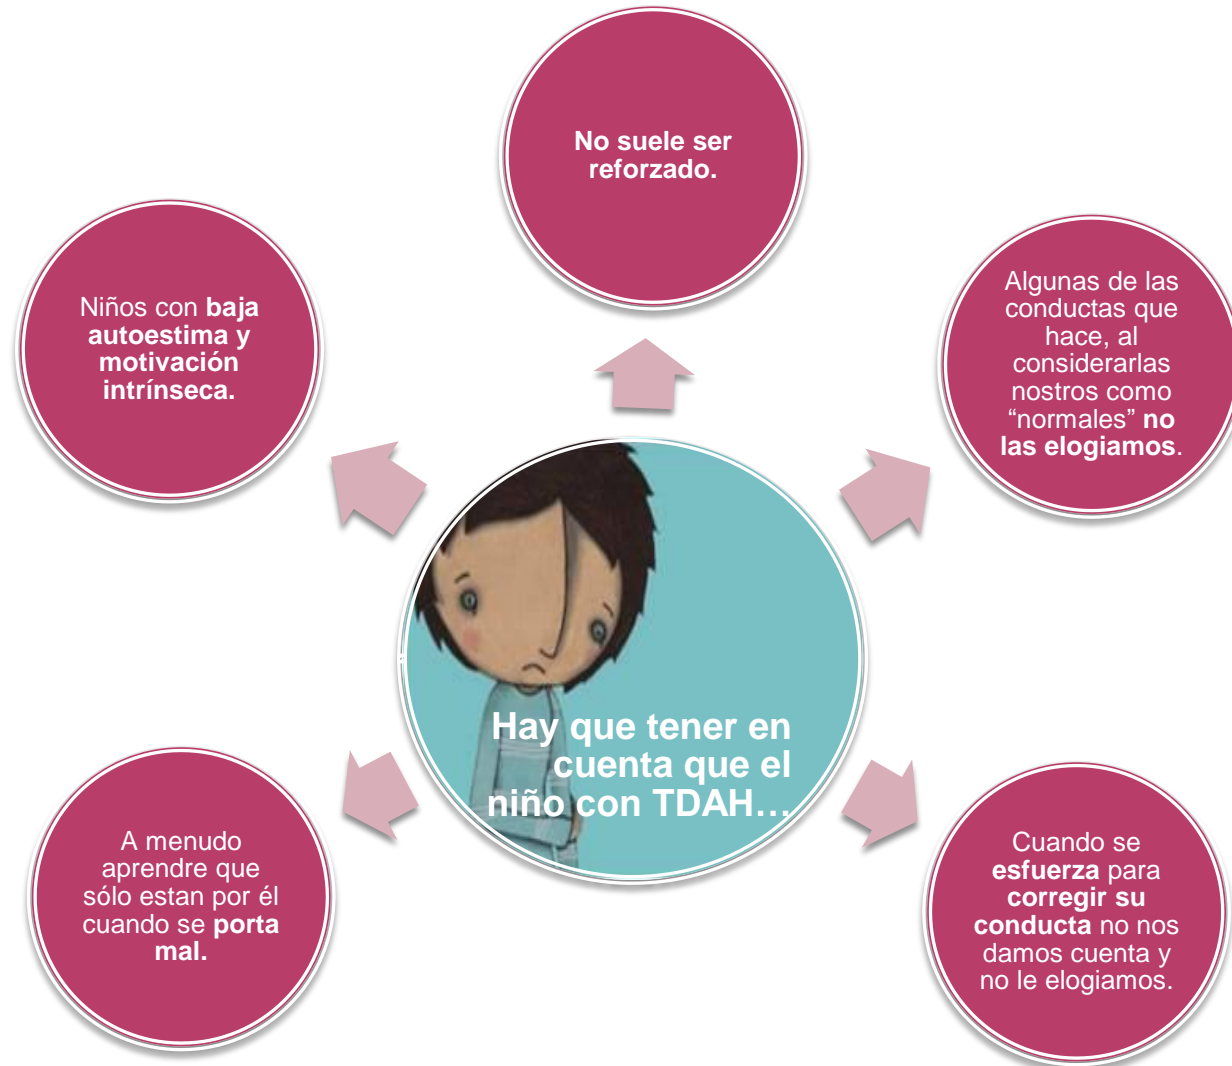 No suele ser
reforzado.
Algunas de las
conductas que
hace, al
considerarlas
nostros como
“normales” no
las elogiamos.
Cuando se
esfuerza para
corregir su
conducta no nos
damos cuenta y
no le elogiamos.
A menudo
aprendre que
sólo estan por él
cuando se porta
mal.
Niños con baja
autoestima y
motivación
intrínseca.
Hay que tener en
cuenta que el
niño con TDAH…